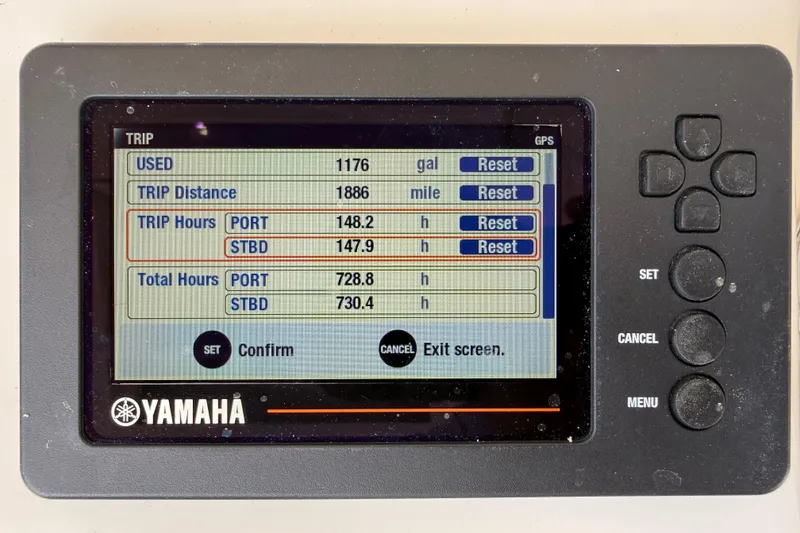 TRIP GPS
USED 1176 gal Reset
TRIP Distance 1886 mile Reset
TRIP Hours PORT 148.2 h Reset
STBD 147.9 h Reset
Total Hours PORT 728.8 h
STBD 730.4 h
SET Confirm CANCEL Exit screen.
YAMAHA
SET
CANCEL
MENU